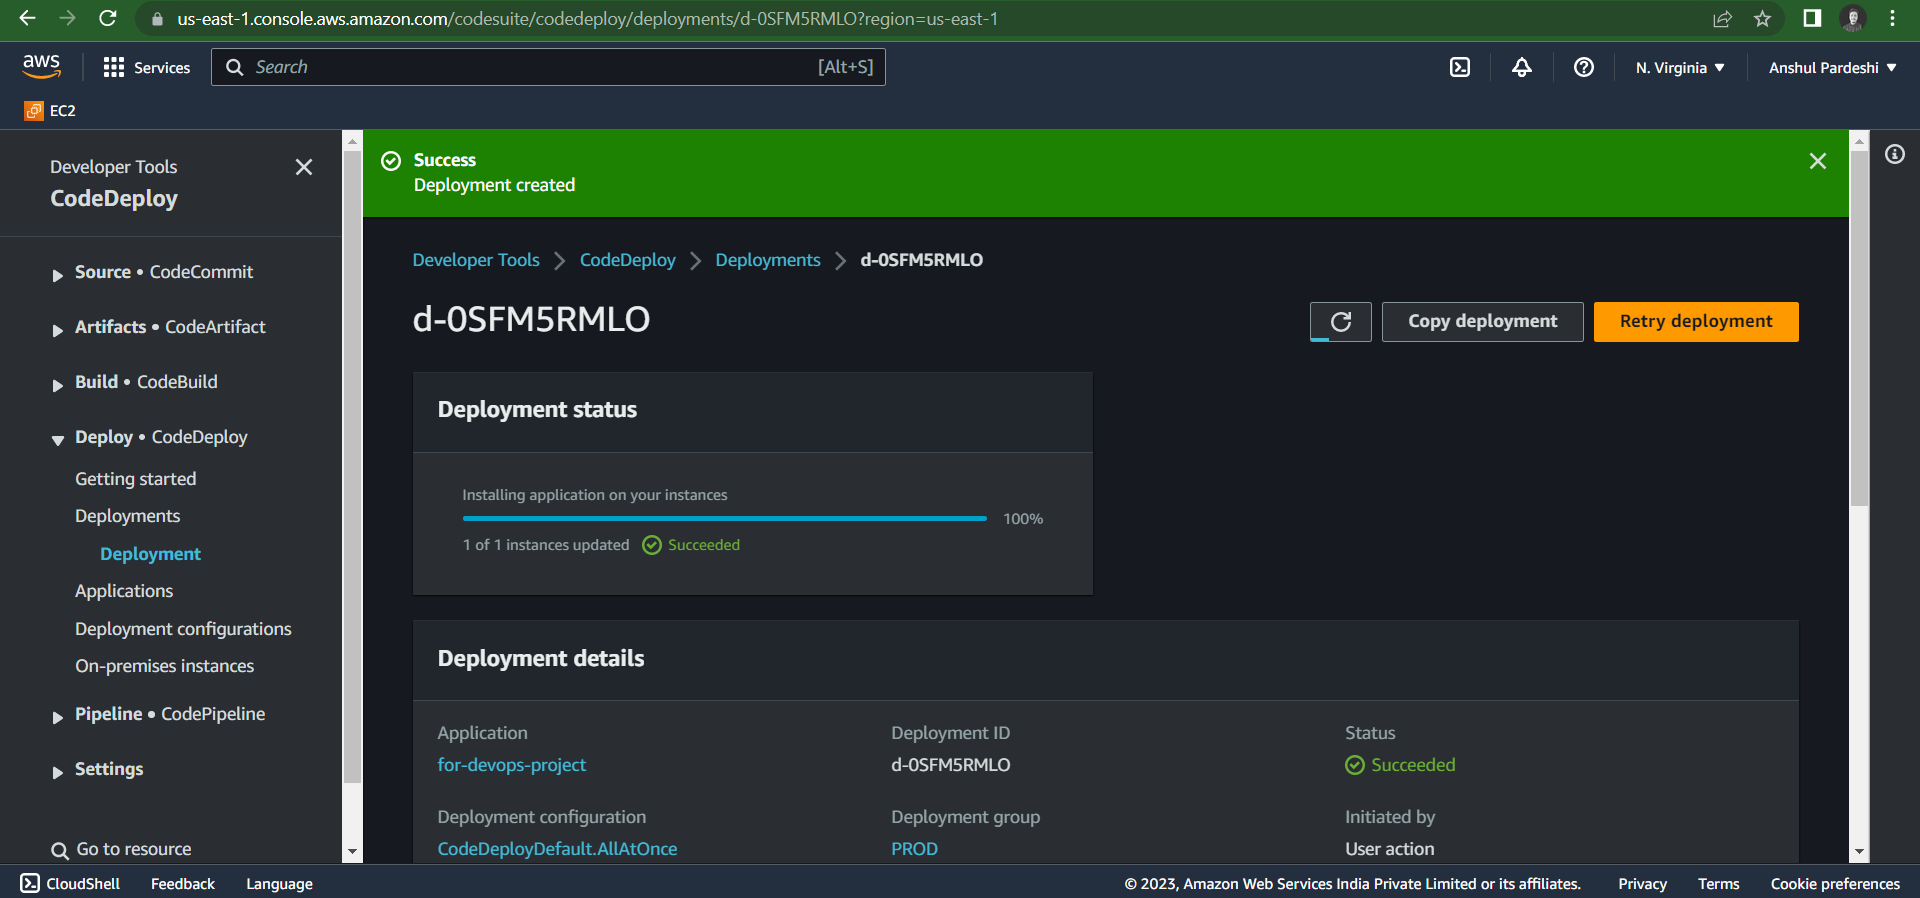 us-east-1.console.aws.amazon.com/codesuite/codedeploy/deployments/d-0SFM5RMLO?region=us-east-1
aws
Services
Search
[Alt+S]
N. Virginia
Anshul Pardeshi
EC2
Developer Tools
CodeDeploy
Source • CodeCommit
Artifacts • CodeArtifact
Build • CodeBuild
Deploy • CodeDeploy
Getting started
Deployments
Deployment
Applications
Deployment configurations
On-premises instances
Pipeline • CodePipeline
Settings
Go to resource
Success
Deployment created
Developer Tools > CodeDeploy > Deployments > d-0SFM5RMLO
d-0SFM5RMLO
Copy deployment
Retry deployment
Deployment status
Installing application on your instances
100%
1 of 1 instances updated Succeeded
Deployment details
Application
for-devops-project
Deployment ID
d-0SFM5RMLO
Status
Succeeded
Deployment configuration
CodeDeployDefault.AllAtOnce
Deployment group
PROD
Initiated by
User action
CloudShell
Feedback
Language
© 2023, Amazon Web Services India Private Limited or its affiliates.
Privacy
Terms
Cookie preferences